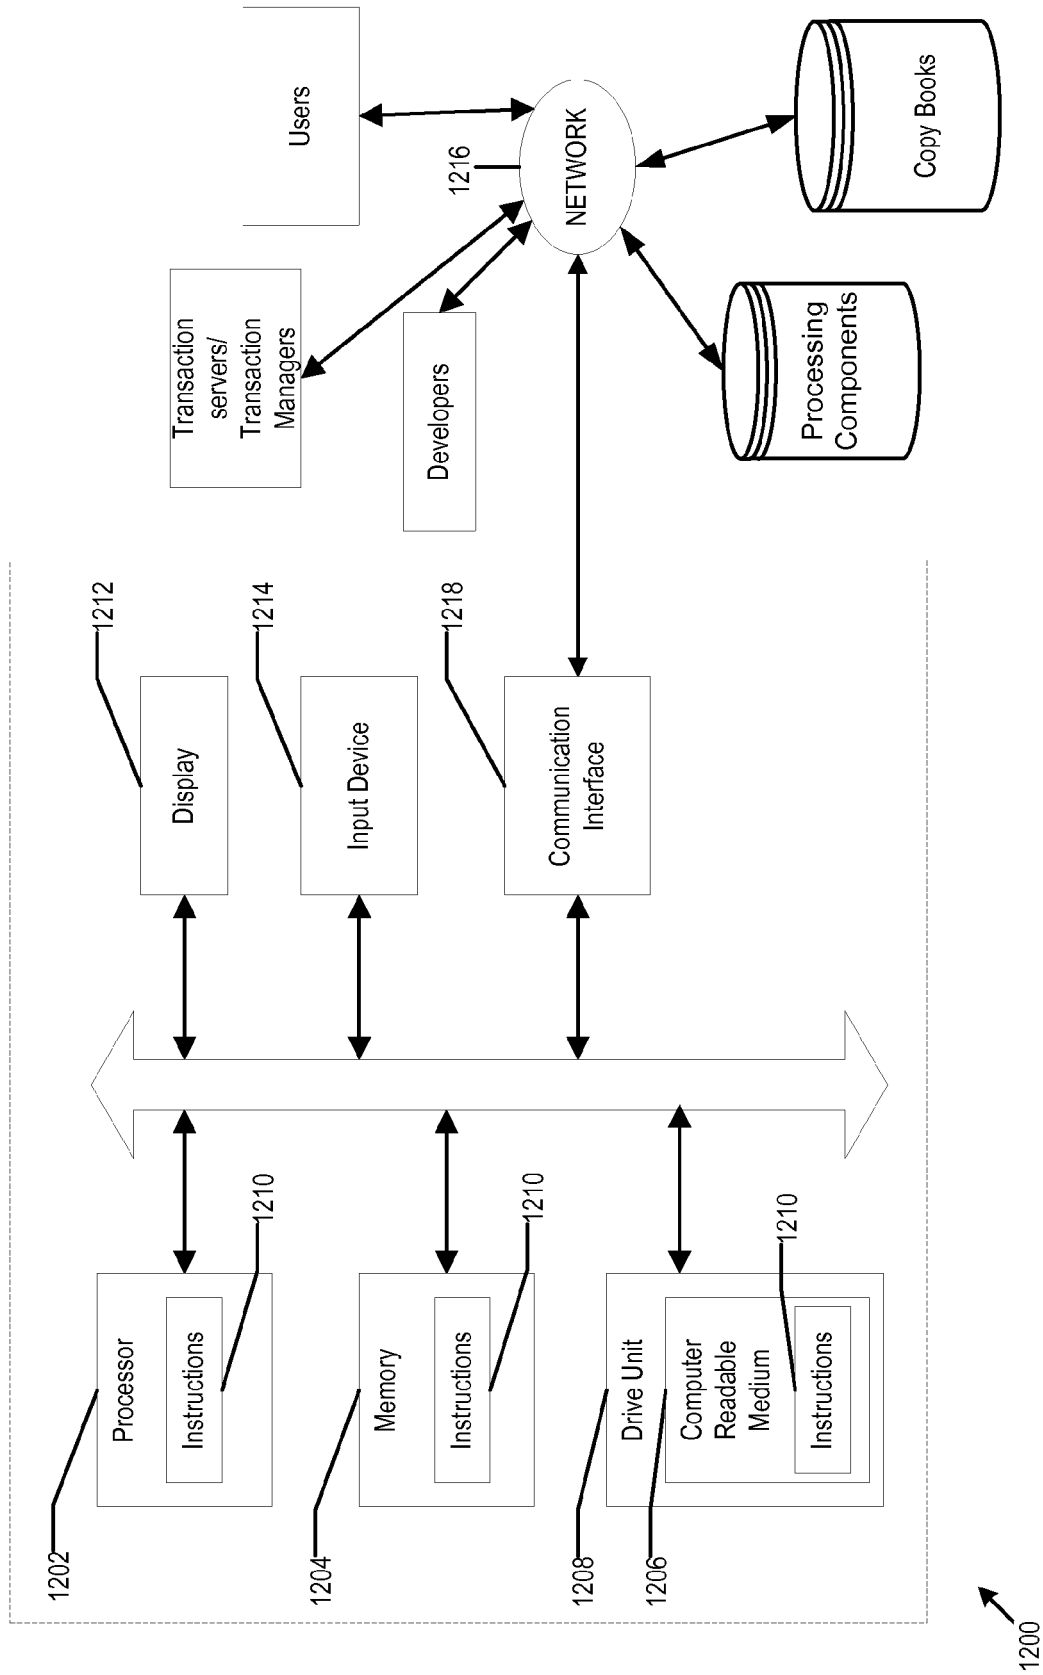 1202
Processor
Instructions
1210
1204
Memory
Instructions
1210
1208
Drive Unit
1206
Computer
Readable
Medium
Instructions
1210
Display
1212
Input Device
1214
Communication
Interface
1218
Transaction
servers/
Transaction
Managers
Developers
Users
1216
NETWORK
Processing
Components
Copy Books
1200